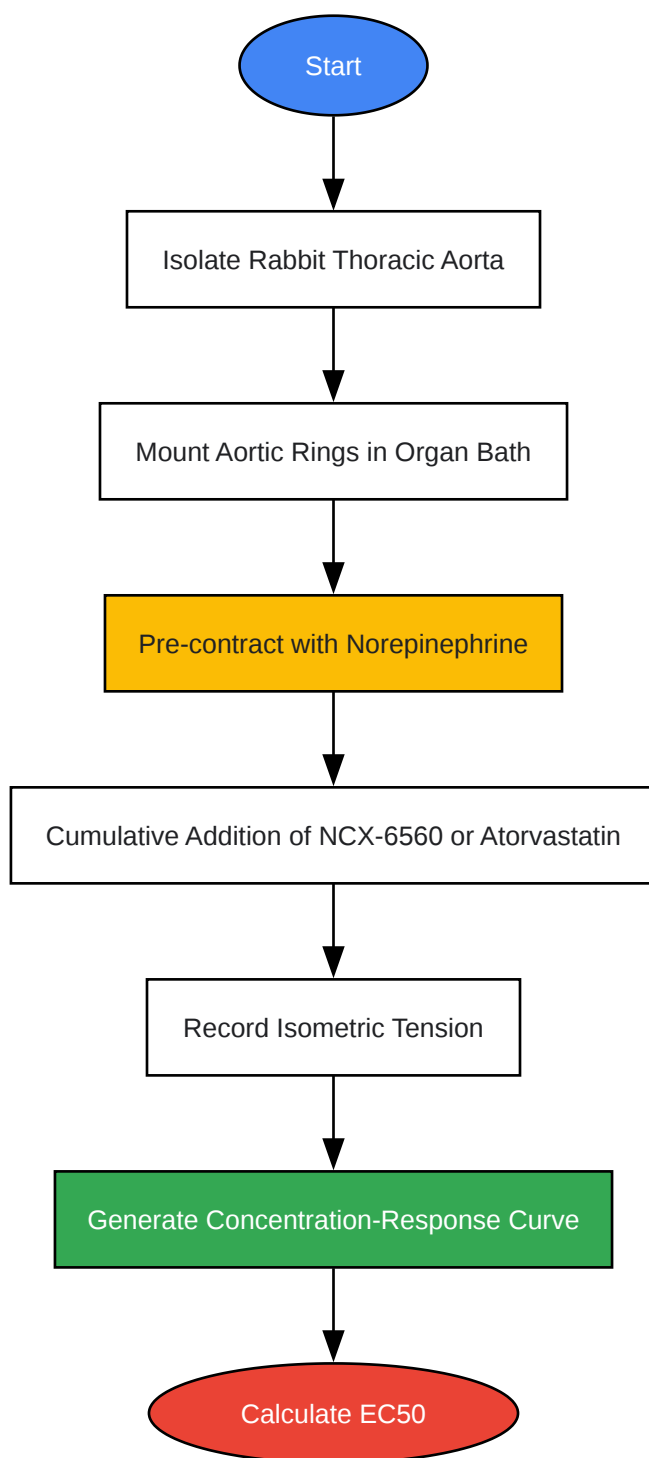 Start
Isolate Rabbit Thoracic Aorta
Mount Aortic Rings in Organ Bath
Pre-contract with Norepinephrine
Cumulative Addition of NCX-6560 or Atorvastatin
Record Isometric Tension
Generate Concentration-Response Curve
Calculate EC50